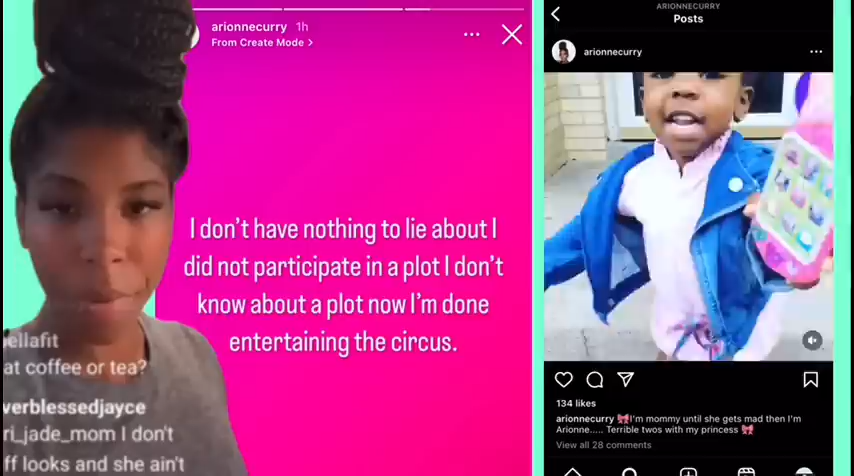 arionnecurry 1h
From Create Mode >
I don't have nothing to lie about I
did not participate in a plot I don't
know about a plot now I'm done
entertaining the circus.
ellafit
at coffee or tea?
verblessedjayce
ri_jade_mom I don't
ff looks and she ain't
ARIONNECURRY
Posts
arionnecurry
134 likes
arionnecurry 🎀I'm mommy until she gets mad then I'm
Arionne..... Terrible twos with my princess 🎀
View all 28 comments